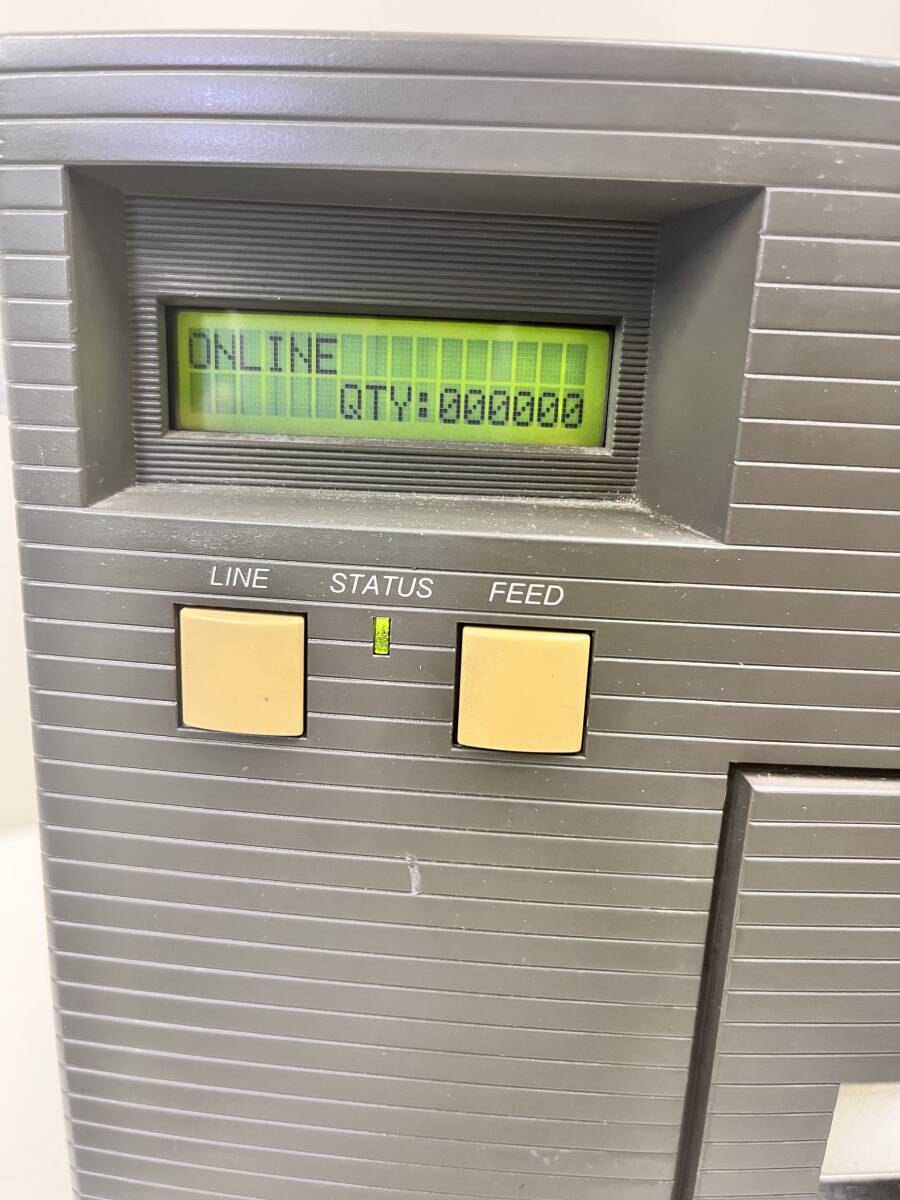 ONLINE
QTY:000000
LINE STATUS FEED